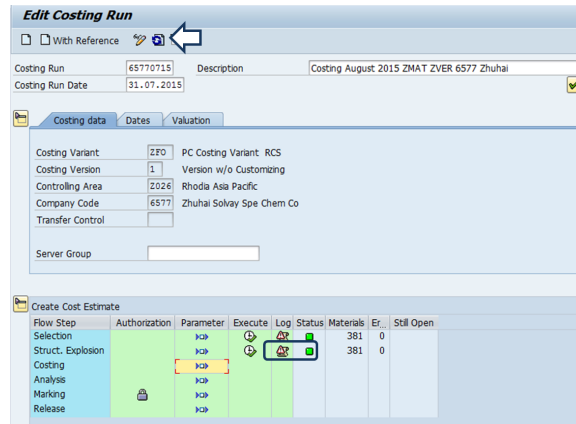 Edit Costing Run
With Reference
Costing Run 65770715 Description Costing August 2015 ZMAT ZVER 6577 Zhuhai
Costing Run Date 31.07.2015
Costing data Dates Valuation
Costing Variant ZFO PC Costing Variant RCS
Costing Version 1 Version w/o Customizing
Controlling Area Z026 Rhodia Asia Pacific
Company Code 6577 Zhuhai Solvay Spe Chem Co
Transfer Control
Server Group
Create Cost Estimate
Flow Step Authorization Parameter Execute Log Status Materials Er... Still Open
Selection 381 0
Struct. Explosion 381 0
Costing
Analysis
Marking
Release